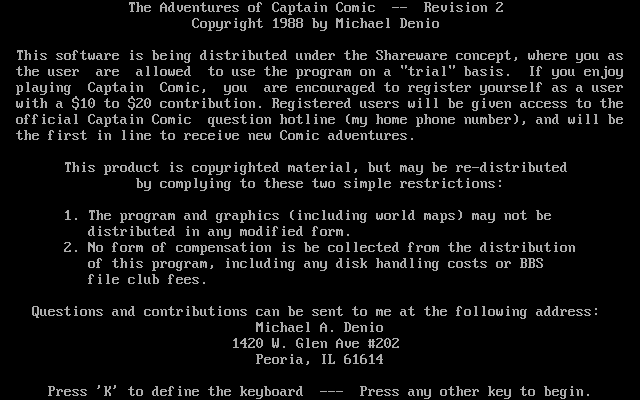 The Adventures of Captain Comic  --  Revision 2
Copyright 1988 by Michael Denio
This software is being distributed under the Shareware concept, where you as
the user  are  allowed  to use the program on a "trial" basis.  If you enjoy
playing  Captain  Comic,  you  are encouraged to register yourself as a user
with a $10 to $20 contribution. Registered users will be given access to the
official Captain Comic  question hotline (my home phone number), and will be
the first in line to receive new Comic adventures.
This product is copyrighted material, but may be re-distributed
by complying to these two simple restrictions:
1. The program and graphics (including world maps) may not be
distributed in any modified form.
2. No form of compensation is be collected from the distribution
of this program, including any disk handling costs or BBS
file club fees.
Questions and contributions can be sent to me at the following address:
Michael A. Denio
1420 W. Glen Ave #202
Peoria, IL 61614
Press 'K' to define the keyboard  ---  Press any other key to begin.